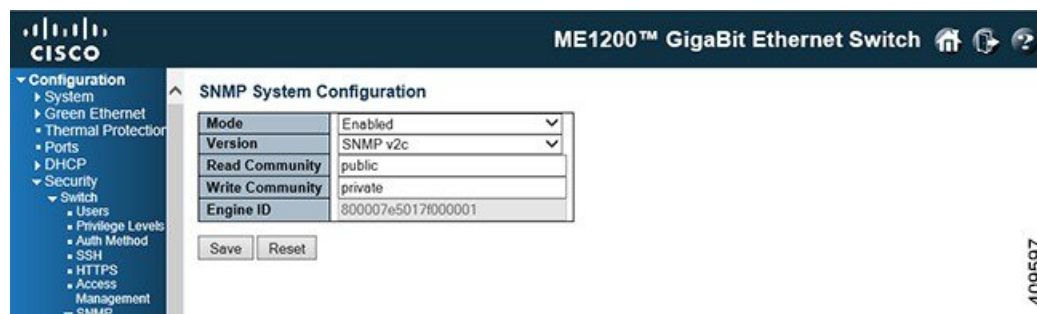 CISCO
ME1200™ GigaBit Ethernet Switch
Configuration
System
Green Ethernet
Thermal Protection
Ports
DHCP
Security
Switch
Users
Privilege Levels
Auth Method
SSH
HTTPS
Access
Management
SNMP
SNMP System Configuration
Mode Enabled
Version SNMP v2c
Read Community public
Write Community private
Engine ID 800007e5017f000001
Save Reset
409597